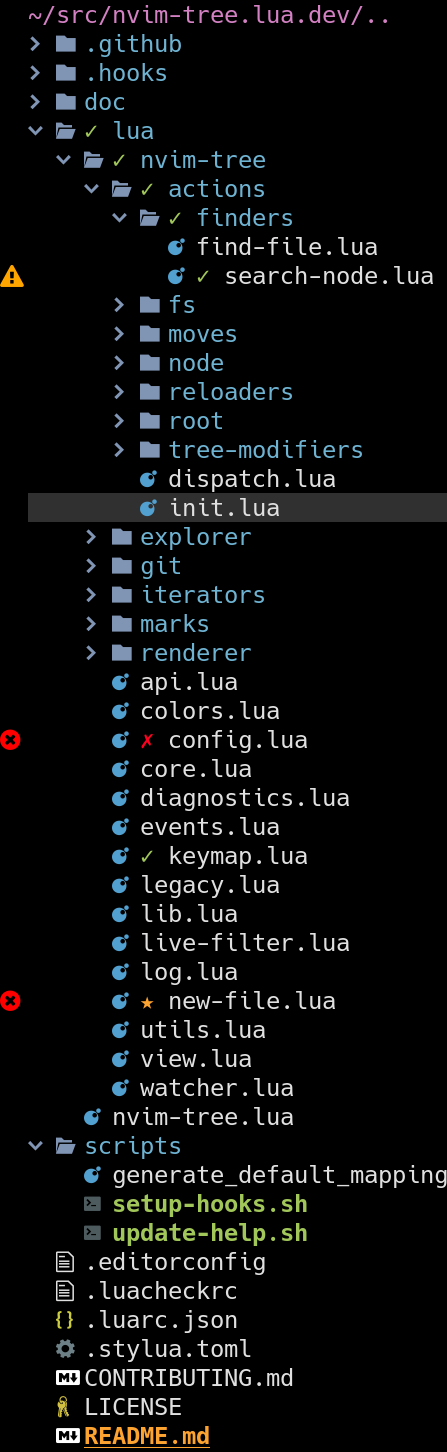 ~/src/nvim-tree.lua.dev/..
.github
.hooks
doc
✓ lua
✓ nvim-tree
✓ actions
✓ finders
find-file.lua
✓ search-node.lua
fs
moves
node
reloaders
root
tree-modifiers
dispatch.lua
init.lua
explorer
git
iterators
marks
renderer
api.lua
colors.lua
✗ config.lua
core.lua
diagnostics.lua
events.lua
✓ keymap.lua
legacy.lua
lib.lua
live-filter.lua
log.lua
★ new-file.lua
utils.lua
view.lua
watcher.lua
nvim-tree.lua
scripts
generate_default_mapping
setup-hooks.sh
update-help.sh
.editorconfig
.luacheckrc
.luarc.json
.stylua.toml
CONTRIBUTING.md
LICENSE
README.md